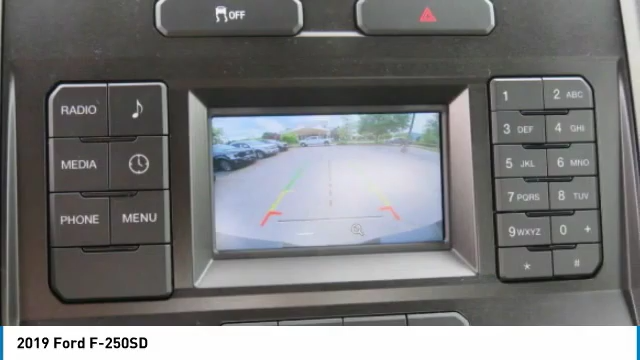 OFF
RADIO
MEDIA
PHONE MENU
1 2 ABC
3 DEF 4 GHI
5 JKL 6 MNO
7 PQRS 8 TUV
9 WXYZ 0 +
* #
2019 Ford F-250SD